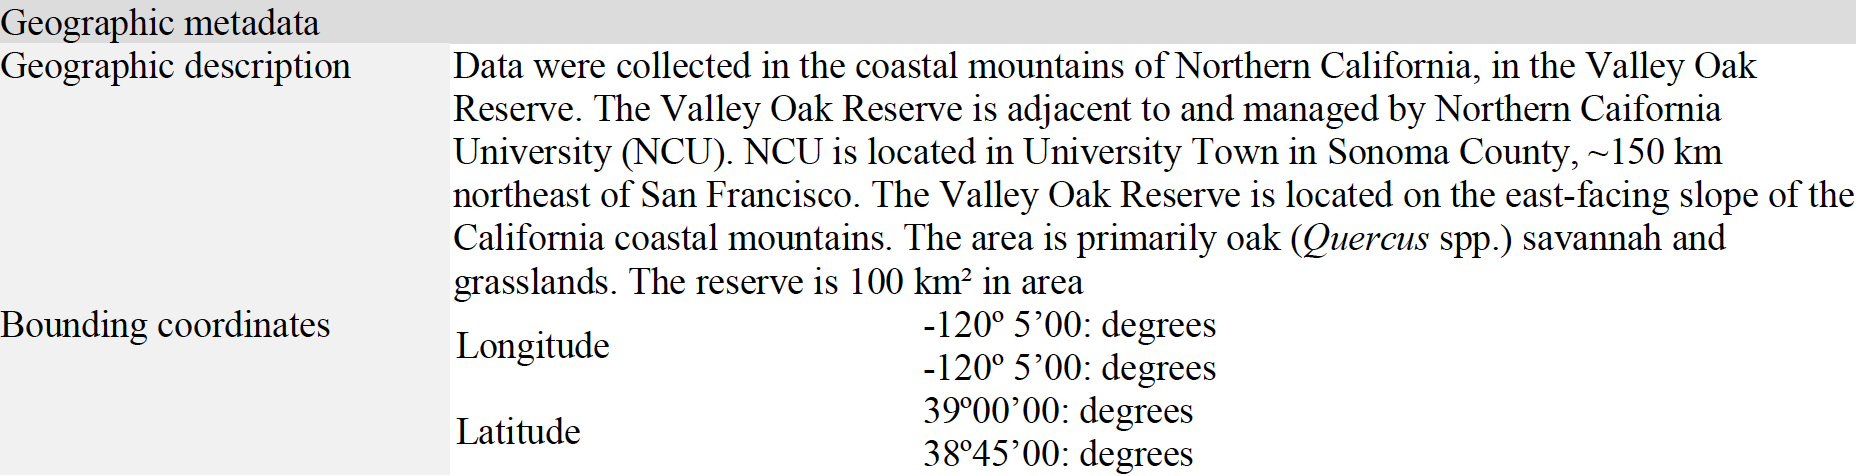 Geographic metadata
Geographic description
Data were collected in the coastal mountains of Northern California, in the Valley Oak
Reserve. The Valley Oak Reserve is adjacent to and managed by Northern Caifornia
University (NCU). NCU is located in University Town in Sonoma County, ~150 km
northeast of San Francisco. The Valley Oak Reserve is located on the east-facing slope of the
California coastal mountains. The area is primarily oak (Quercus spp.) savannah and
grasslands. The reserve is 100 km² in area
Bounding coordinates
Longitude
-120º 5’00: degrees
-120º 5’00: degrees
Latitude
39º00’00: degrees
38º45’00: degrees